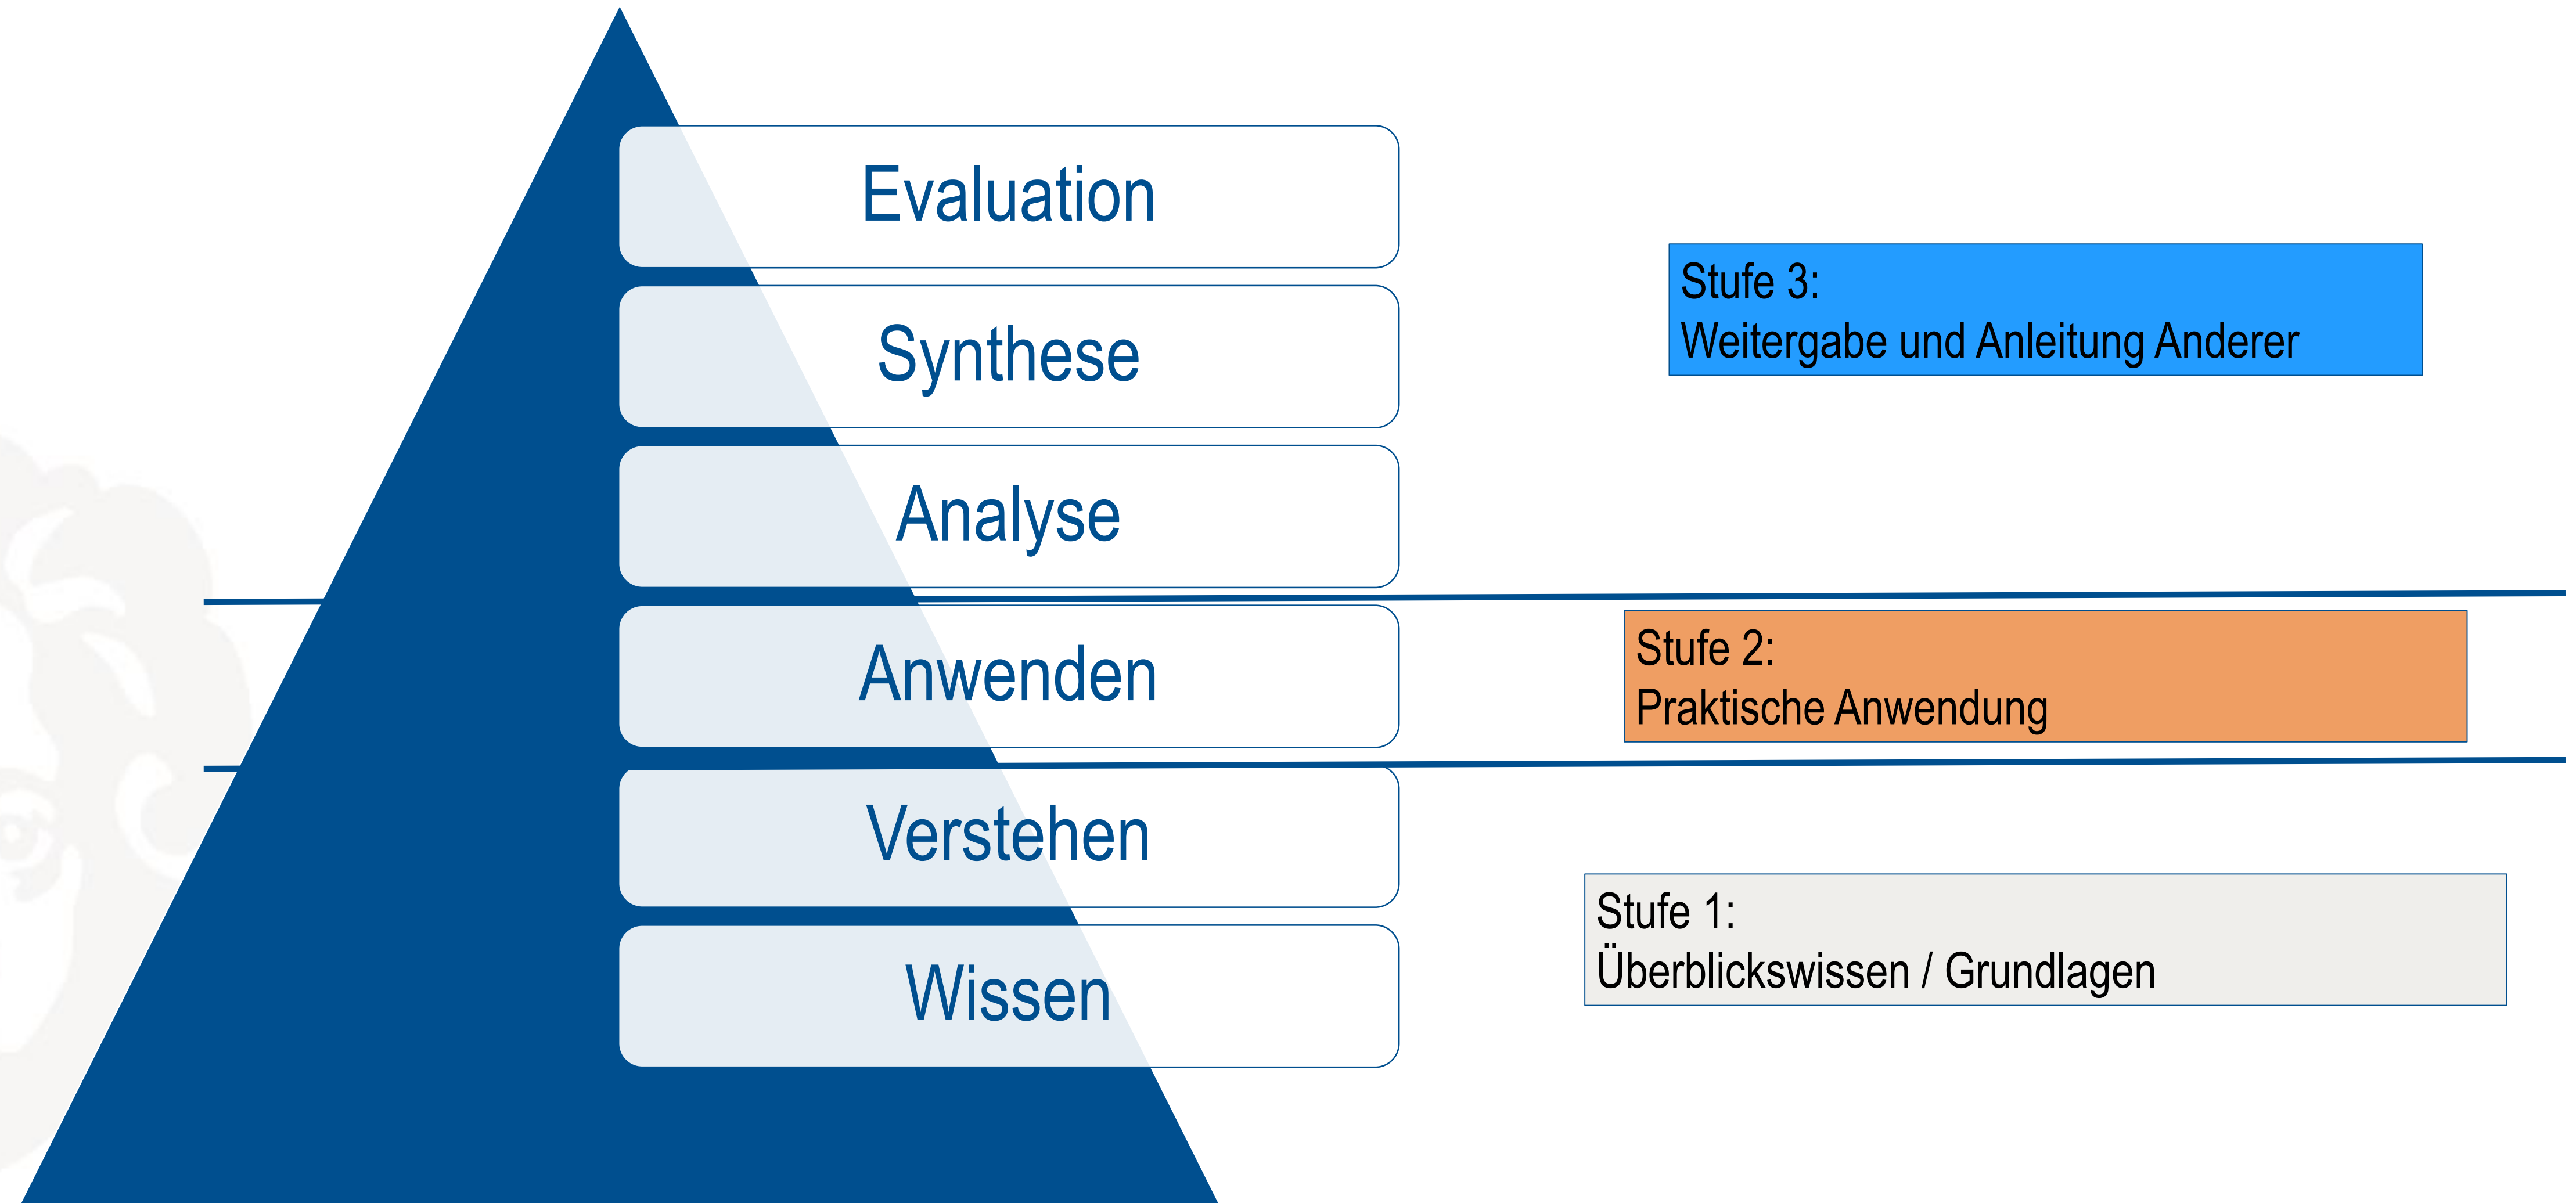 Evaluation
Synthese
Analyse
Anwenden
Verstehen
Wissen
Stufe 3:
Weitergabe und Anleitung Anderer
Stufe 2:
Praktische Anwendung
Stufe 1:
Überblickswissen / Grundlagen